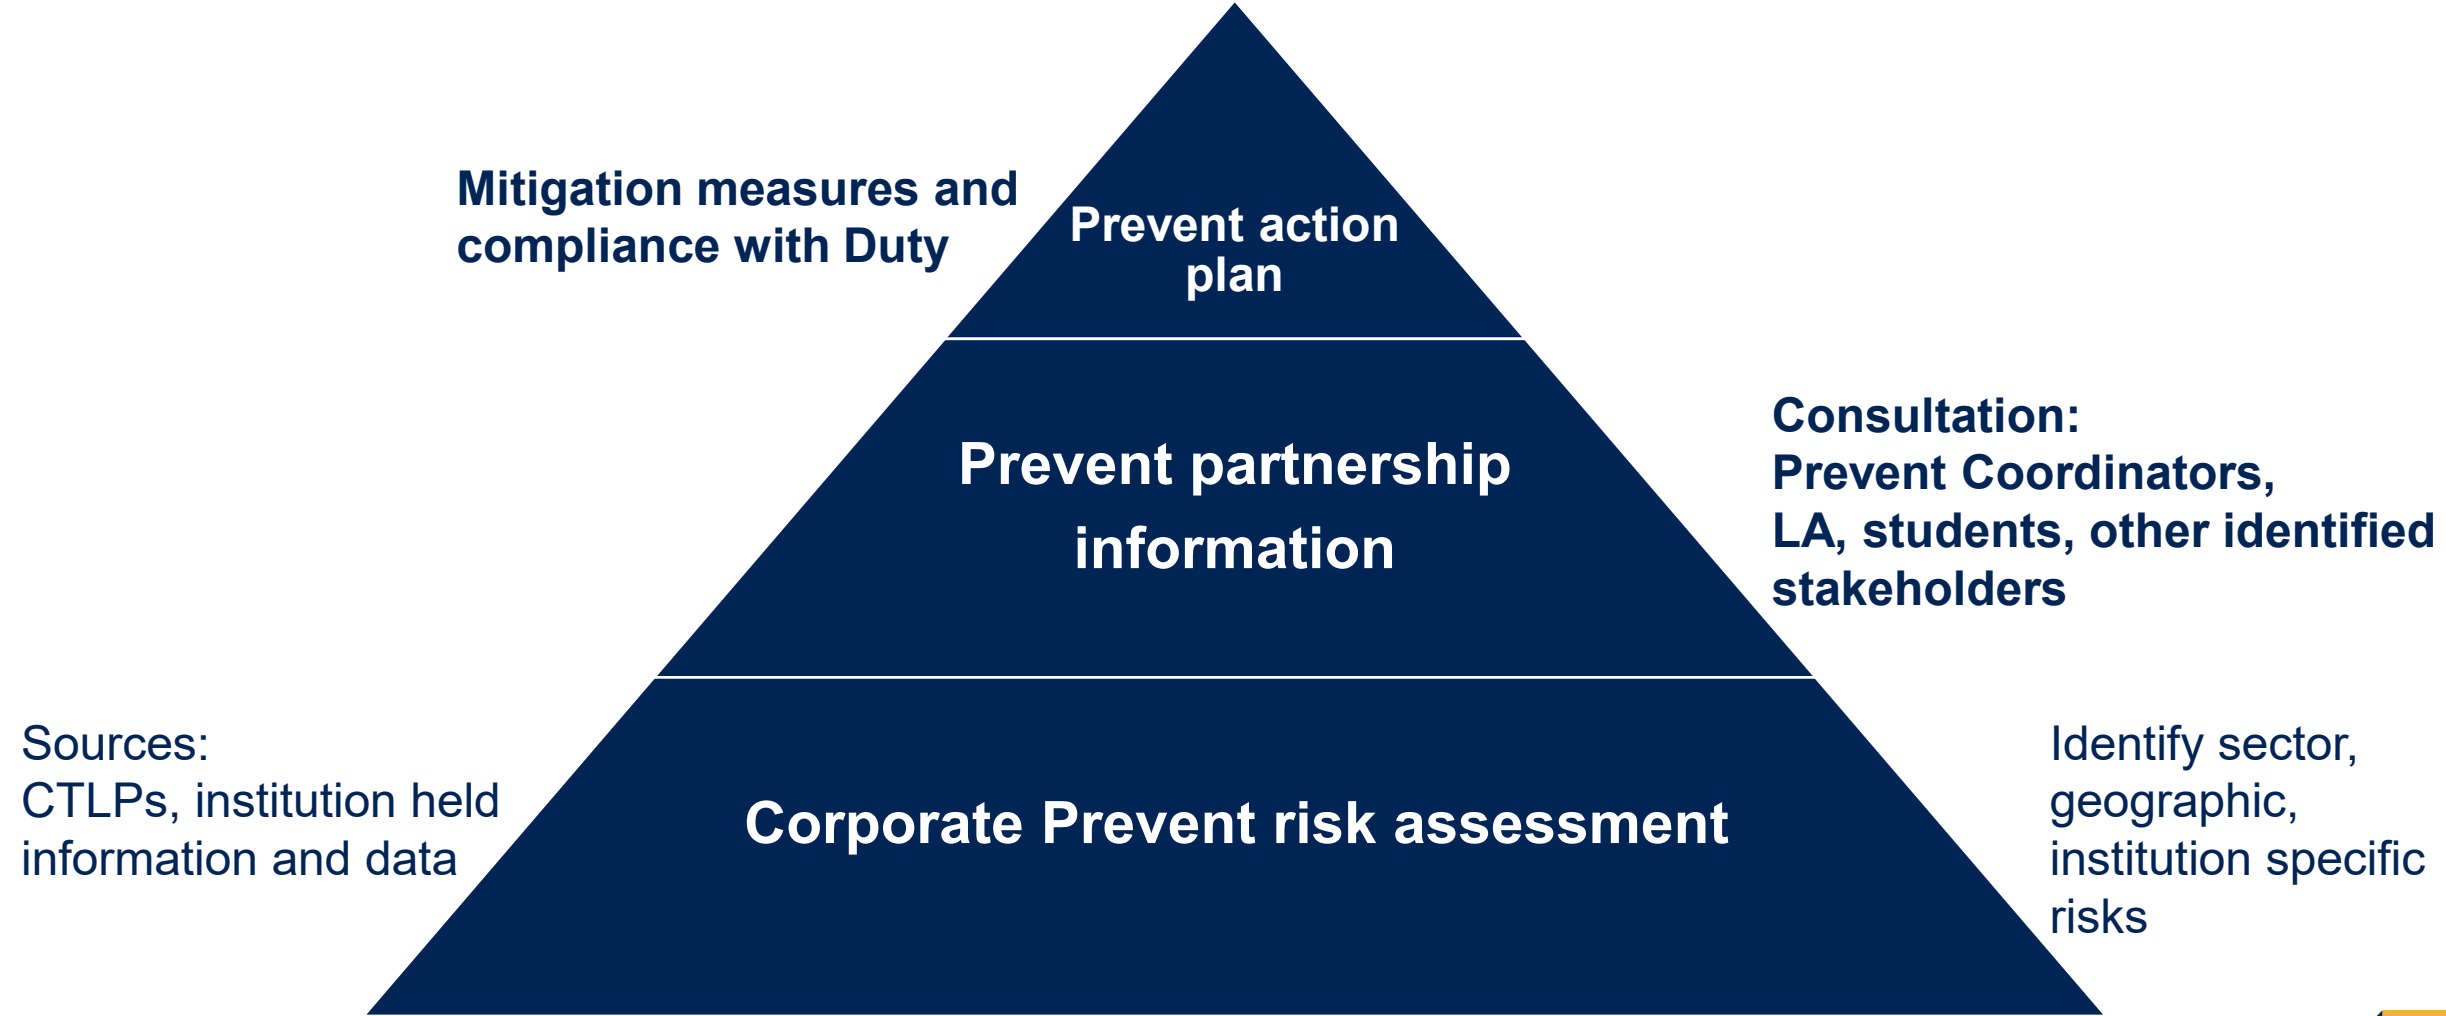 Mitigation measures and
compliance with Duty
Prevent action
plan
Prevent partnership
information
Consultation:
Prevent Coordinators,
LA, students, other identified
stakeholders
Sources:
CTLPs, institution held
information and data
Corporate Prevent risk assessment
Identify sector,
geographic,
institution specific
risks